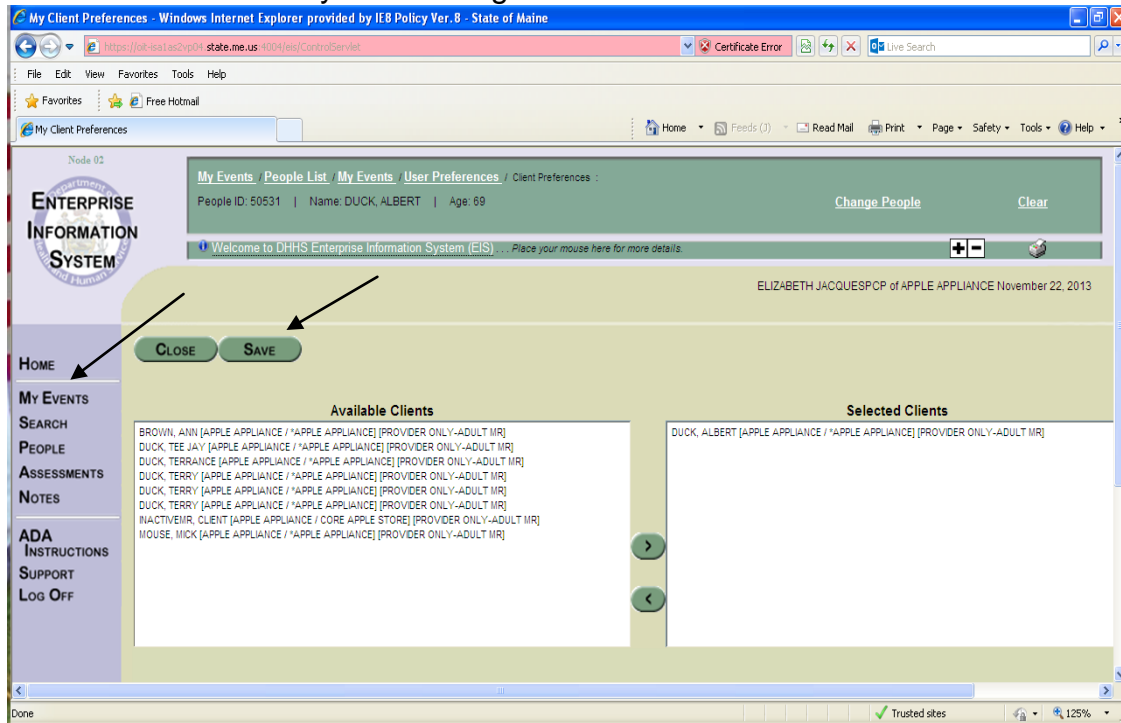 My Client Preferences - Windows Internet Explorer provided by IE8 Policy Ver. 8 - State of Maine
https://oit-isa1as2vp04.state.me.us:4004/eis/ControlServlet
Certificate Error
Live Search
File Edit View Favorites Tools Help
Favorites
Free Hotmail
My Client Preferences
Home Feeds (J) Read Mail Print Page Safety Tools Help
Node 02
ENTERPRISE
INFORMATION
SYSTEM
My Events / People List / My Events / User Preferences / Client Preferences :
People ID: 50531 | Name: DUCK, ALBERT | Age: 69
Change People
Clear
Welcome to DHHS Enterprise Information System (EIS) . . . Place your mouse here for more details.
ELIZABETH JACQUESPCP of APPLE APPLIANCE November 22, 2013
CLOSE
SAVE
HOME
MY EVENTS
SEARCH
PEOPLE
ASSESSMENTS
NOTES
ADA
INSTRUCTIONS
SUPPORT
LOG OFF
Available Clients
BROWN, ANN [APPLE APPLIANCE / *APPLE APPLIANCE] [PROVIDER ONLY-ADULT MR]
DUCK, TEE JAY [APPLE APPLIANCE / *APPLE APPLIANCE] [PROVIDER ONLY-ADULT MR]
DUCK, TERRANCE [APPLE APPLIANCE / *APPLE APPLIANCE] [PROVIDER ONLY-ADULT MR]
DUCK, TERRY [APPLE APPLIANCE / *APPLE APPLIANCE] [PROVIDER ONLY-ADULT MR]
DUCK, TERRY [APPLE APPLIANCE / *APPLE APPLIANCE] [PROVIDER ONLY-ADULT MR]
DUCK, TERRY [APPLE APPLIANCE / *APPLE APPLIANCE] [PROVIDER ONLY-ADULT MR]
INACTIVEMR, CLIENT [APPLE APPLIANCE / CORE APPLE STORE] [PROVIDER ONLY-ADULT MR]
MOUSE, MICK [APPLE APPLIANCE / *APPLE APPLIANCE] [PROVIDER ONLY-ADULT MR]
Selected Clients
DUCK, ALBERT [APPLE APPLIANCE / *APPLE APPLIANCE] [PROVIDER ONLY-ADULT MR]
Done
Trusted sites
125%